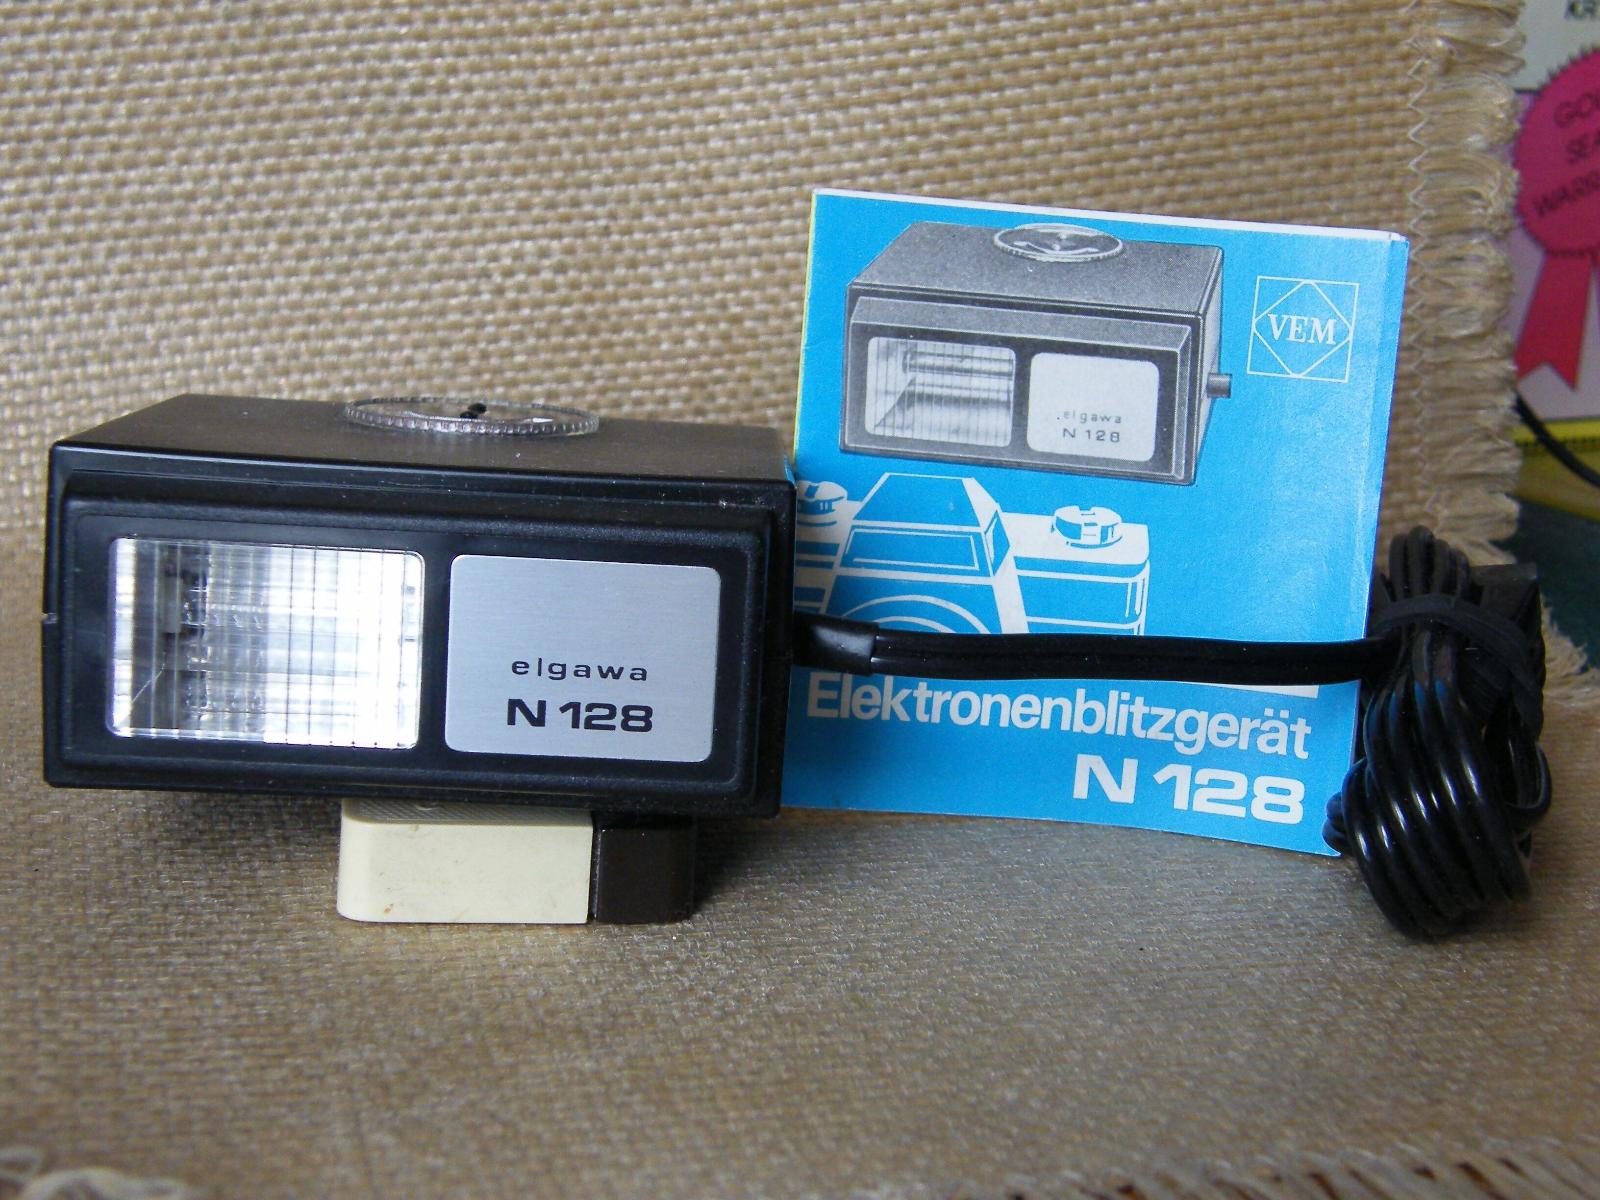 elgawa
N 128
VEM
elgawa
N 128
Elektronenblitzgerät
N 128